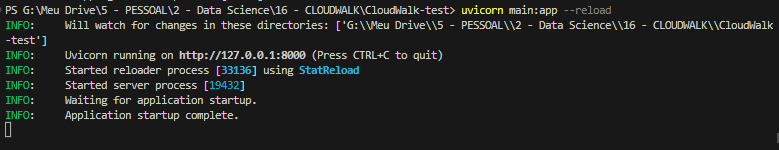 PS G:\Meu Drive\5 - PESSOAL\2 - Data Science\16 - CLOUDWALK\CloudWalk-test> uvicorn main:app --reload
INFO:     Will watch for changes in these directories: ['G:\\Meu Drive\\5 - PESSOAL\\2 - Data Science\\16 - CLOUDWALK\\CloudWalk
-test']
INFO:     Uvicorn running on http://127.0.0.1:8000 (Press CTRL+C to quit)
INFO:     Started reloader process [33136] using StatReload
INFO:     Started server process [19432]
INFO:     Waiting for application startup.
INFO:     Application startup complete.